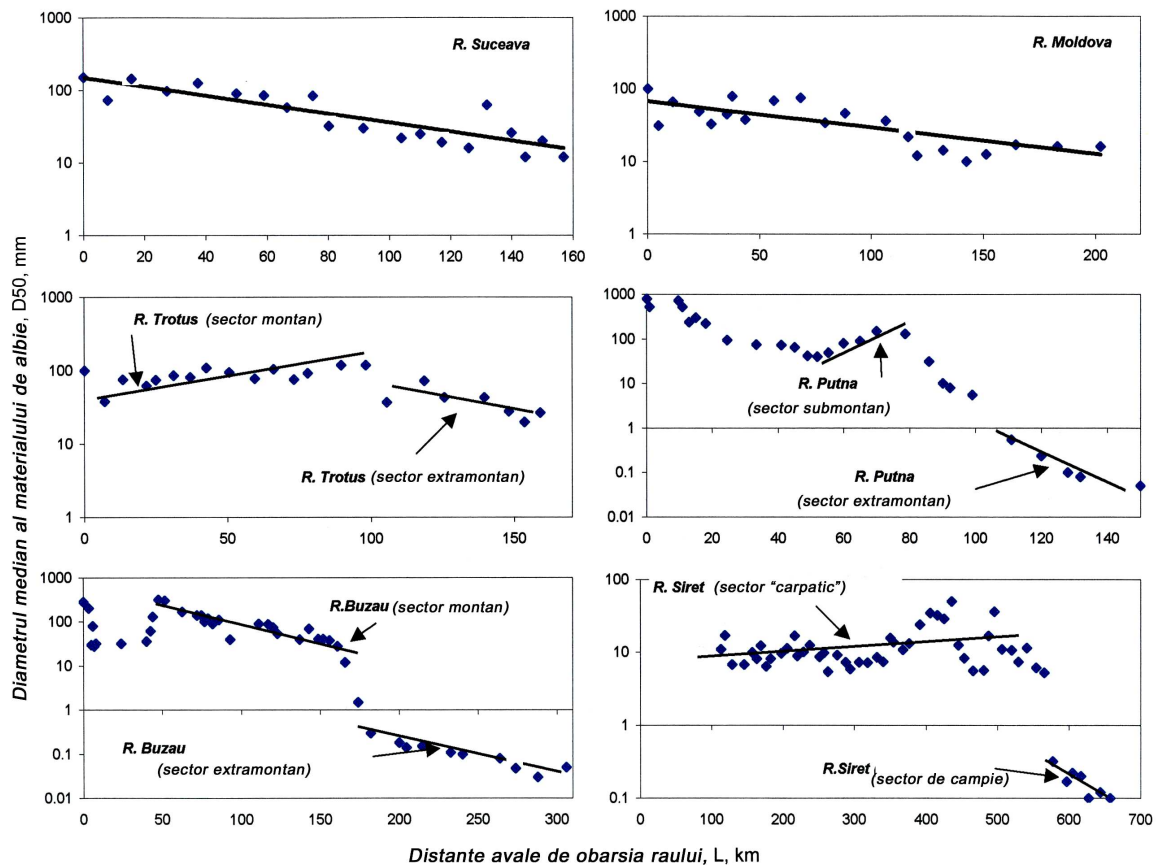 Diametrul median al materialului de albie, D50, mm
1000
100
10
1
R. Suceava
0 20 40 60 80 100 120 140 160
1000
100
10
1
R. Moldova
0 50 100 150 200
1000
100
10
1
R. Trotus (sector montan)
R. Trotus (sector extramontan)
0 50 100 150
1000
100
10
1
0.1
0.01
R. Putna
(sector submontan)
R. Putna
(sector extramontan)
0 20 40 60 80 100 120 140
1000
100
10
1
0.1
0.01
R.Buzau (sector montan)
R. Buzau
(sector extramontan)
0 50 100 150 200 250 300
100
10
1
0.1
R. Siret (sector “carpatic”)
R.Siret
(sector de campie)
0 100 200 300 400 500 600 700
Distante avale de obarsia raului, L, km